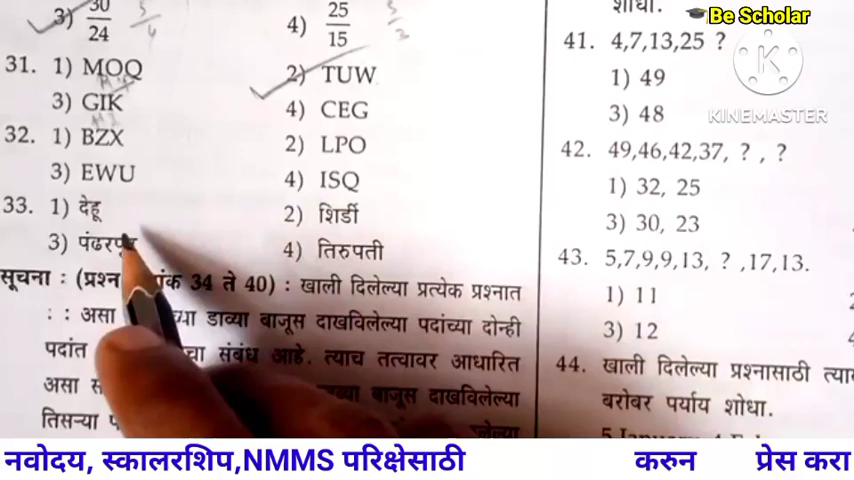 3) 30/24
4) 25/15
31. 1) MOQ
2) TUW
3) GIK
4) CEG
32. 1) BZX
2) LPO
3) EWU
4) ISQ
33. 1) देहू
2) शिर्डी
3) पंढरपूर
4) तिरुपती
सूचना : (प्रश्न 34 ते 40) : खाली दिलेल्या प्रत्येक प्रश्नात
: : असा डाव्या बाजूस दाखविलेल्या पदांच्या दोन्ही
पदांत संबंध आहे. त्याच तत्वावर आधारित
असा बाजूस दाखविलेल्या
तिसऱ्या
शोधा.
Be Scholar
41. 4,7,13,25 ?
1) 49
3) 48
KINEMASTER
42. 49,46,42,37, ? , ?
1) 32, 25
3) 30, 23
43. 5,7,9,9,13, ? ,17,13.
1) 11
3) 12
44. खाली दिलेल्या प्रश्नासाठी
बरोबर पर्याय शोधा.
नवोदय, स्कालरशिप,NMMS परिक्षेसाठी करुन प्रेस करा